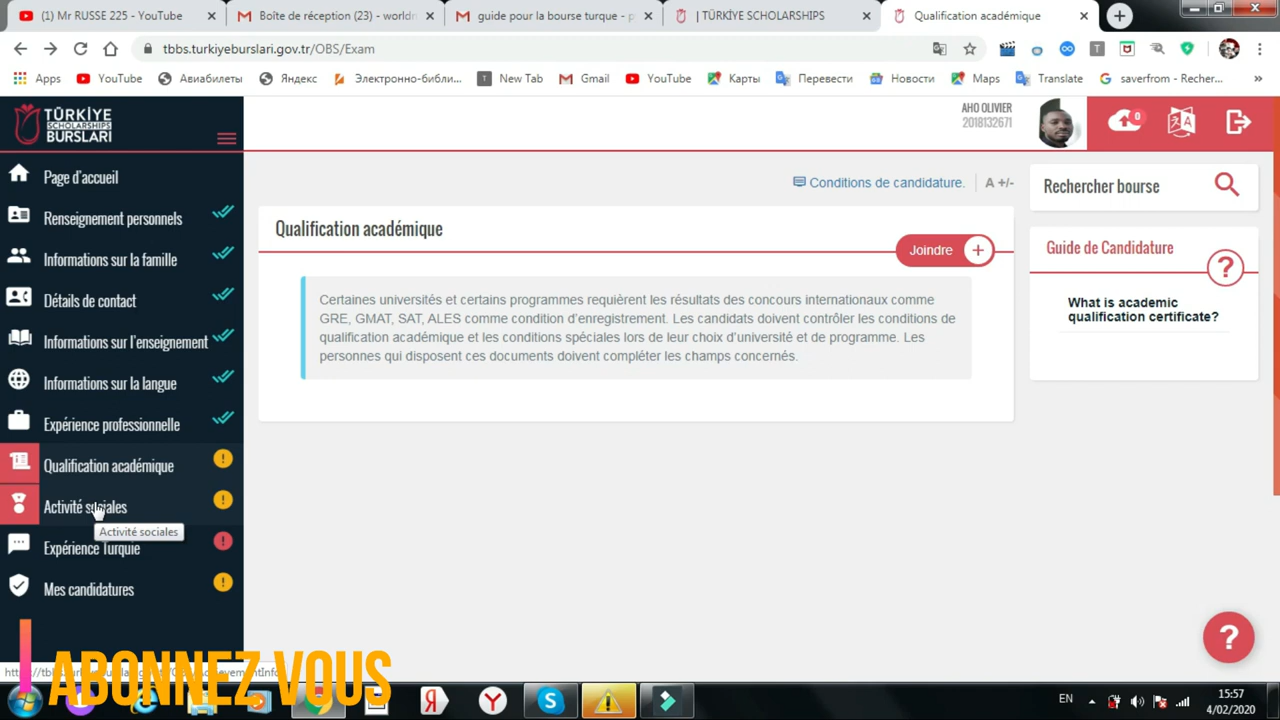 (1) Mr RUSSE 225 - YouTube
Boîte de réception (23) - worldn
guide pour la bourse turque - p
| TÜRKİYE SCHOLARSHIPS
Qualification académique
tbbs.turkiyeburslari.gov.tr/OBS/Exam
Apps
YouTube
Авиабилеты
Яндекс
Электронно-библи...
New Tab
Gmail
YouTube
Карты
Перевести
Новости
Maps
Translate
saverfrom - Recher...
»
TÜRKİYE
SCHOLARSHIPS
BURSLARI
AHO OLIVIER
2018132671
0
Page d'accueil
Renseignement personnels
Informations sur la famille
Détails de contact
Informations sur l'enseignement
Informations sur la langue
Expérience professionnelle
Qualification académique
Activité sociales
Activité sociales
Expérience Turquie
Mes candidatures
Conditions de candidature.
A +/-
Qualification académique
Joindre +
Certaines universités et certains programmes requièrent les résultats des concours internationaux comme
GRE, GMAT, SAT, ALES comme condition d'enregistrement. Les candidats doivent contrôler les conditions de
qualification académique et les conditions spéciales lors de leur choix d'université et de programme. Les
personnes qui disposent ces documents doivent compléter les champs concernés.
Rechercher bourse
Guide de Candidature
?
What is academic
qualification certificate?
?
ABONNEZ VOUS
EN
15:57
4/02/2020